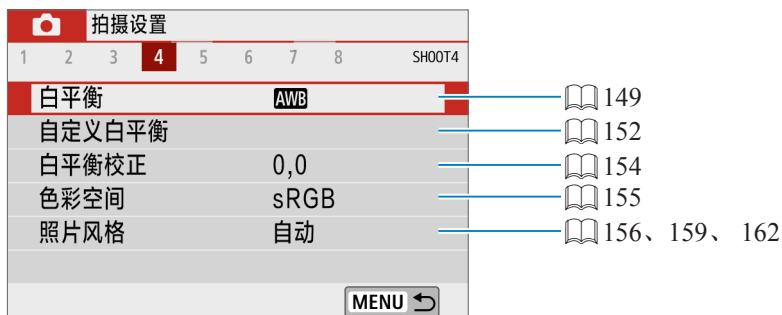 拍摄设置
1 2 3 4 5 6 7 8 SHOOT4
白平衡 AWB 149
自定义白平衡 152
白平衡校正 0,0 154
色彩空间 sRGB 155
照片风格 自动 156、159、 162
MENU